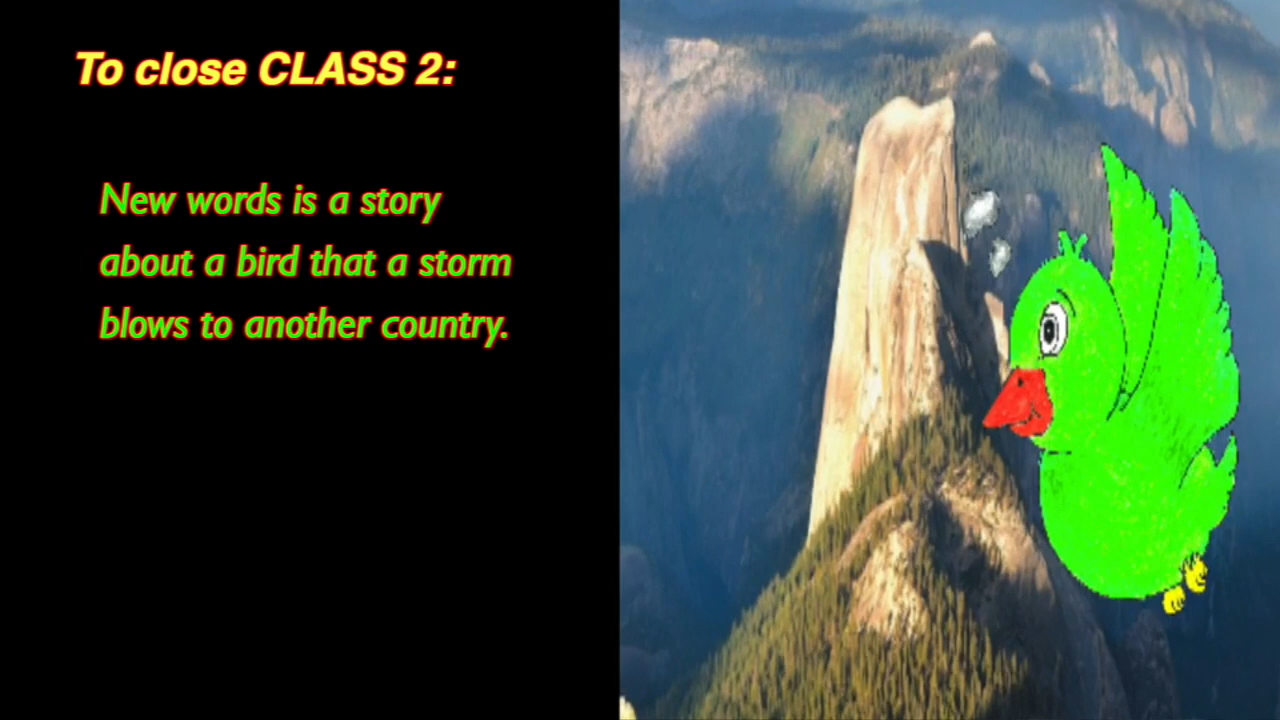 To close CLASS 2:
New words is a story
about a bird that a storm
blows to another country.